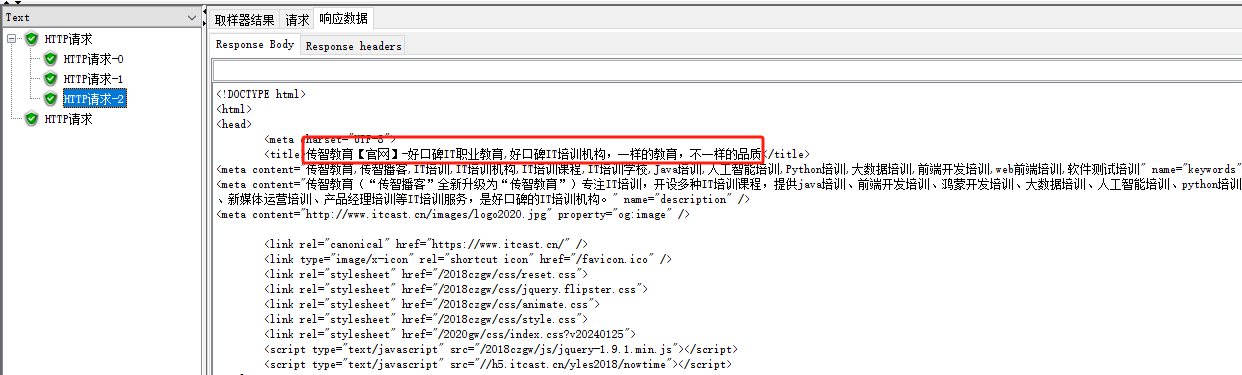 Text
HTTP请求
HTTP请求-0
HTTP请求-1
HTTP请求-2
HTTP请求
取样器结果 请求 响应数据
Response Body Response headers
<!DOCTYPE html>
<html>
<head>
<meta charset="UTF-8">
<title>传智教育【官网】-好口碑IT职业教育,好口碑IT培训机构，一样的教育，不一样的品质</title>
<meta content="传智教育,传智播客,IT培训,IT培训机构,IT培训课程,IT培训学校,Java培训,人工智能培训,Python培训,大数据培训,前端开发培训,web前端培训,软件测试培训" name="keywords"
<meta content="传智教育（“传智播客”全新升级为“传智教育”）专注IT培训，开设多种IT培训课程，提供java培训、前端开发培训、鸿蒙开发培训、大数据培训、人工智能培训、python培训
、新媒体运营培训、产品经理培训等IT培训服务，是好口碑的IT培训机构。" name="description" />
<meta content="http://www.itcast.cn/images/logo2020.jpg" property="og:image" />
<link rel="canonical" href="https://www.itcast.cn/" />
<link type="image/x-icon" rel="shortcut icon" href="/favicon.ico" />
<link rel="stylesheet" href="/2018czgw/css/reset.css">
<link rel="stylesheet" href="/2018czgw/css/jquery.flipster.css">
<link rel="stylesheet" href="/2018czgw/css/animate.css">
<link rel="stylesheet" href="/2018czgw/css/style.css">
<link rel="stylesheet" href="/2020gw/css/index.css?v20240125">
<script type="text/javascript" src="/2018czgw/js/jquery-1.9.1.min.js"></script>
<script type="text/javascript" src="//h5.itcast.cn/yles2018/nowtime"></script>